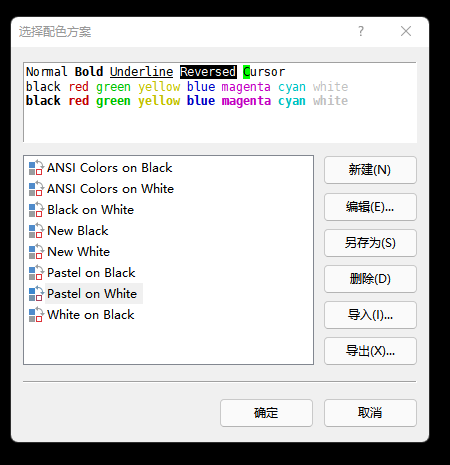 选择配色方案
Normal Bold Underline Reversed Cursor
black red green yellow blue magenta cyan white
black red green yellow blue magenta cyan white
ANSI Colors on Black
ANSI Colors on White
Black on White
New Black
New White
Pastel on Black
Pastel on White
White on Black
新建(N)
编辑(E)...
另存为(S)
删除(D)
导入(I)...
导出(X)...
确定
取消